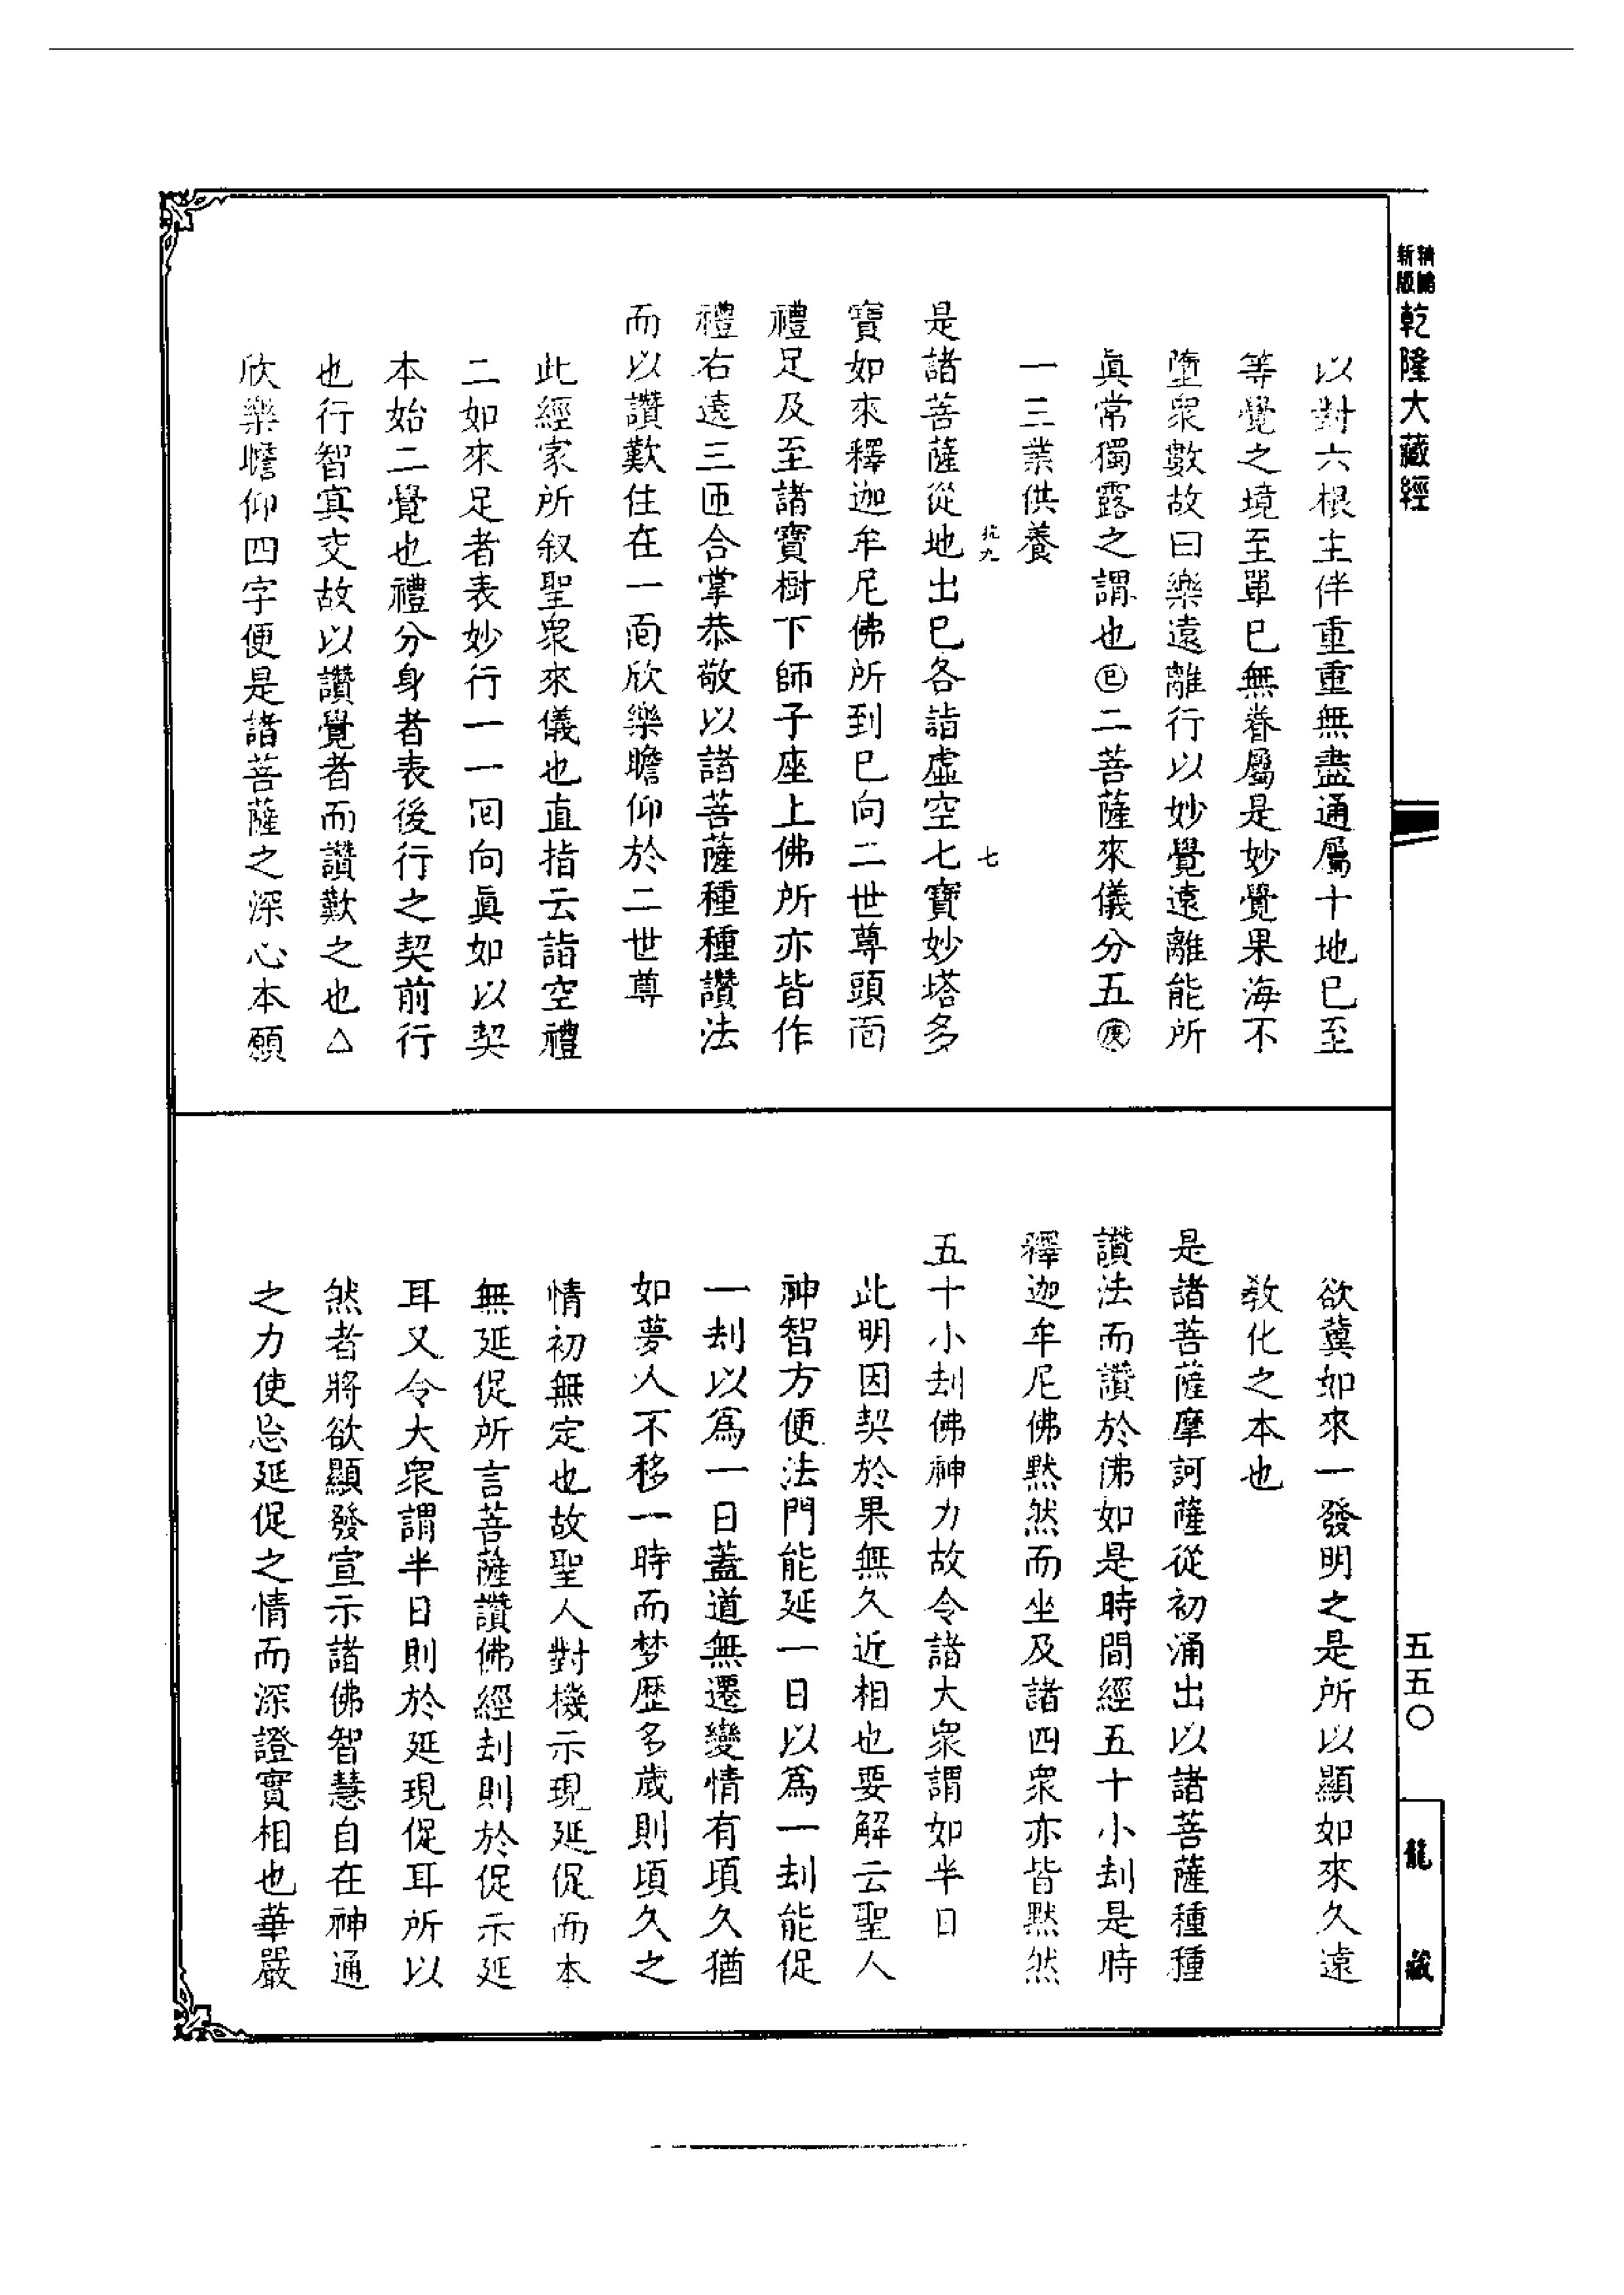 精編
新版
乾隆大藏經
以對六根主伴重重無盡通屬十地已至
等覺之境至單已無眷屬是妙覺果海不
墮眾數故曰樂遠離行以妙覺遠離能所
眞常獨露之謂也㊁二菩薩來儀分五㊍
一三業供養
抗九
七
是諸菩薩從地出已各詣虛空七寶妙塔多
寶如來釋迦牟尼佛所到已向二世尊頭面
禮足及至諸寶樹下師子座上佛所亦皆作
禮右遶三匝合掌恭敬以諸菩薩種種讚法
而以讚歎住在一面欣樂瞻仰於二世尊
此經家所叙聖眾來儀也直指云詣空禮
二如來足者表妙行一一回向眞如以契
本始二覺也禮分身者表後行之契前行
也行智寘交故以讚覺者而讚歎之也△
欣樂瞻仰四字便是諸菩薩之深心本願
欲冀如來一發明之是所以顯如來久遠
教化之本也
是諸菩薩摩訶薩從初涌出以諸菩薩種種
讚法而讚於佛如是時間經五十小刦是時
釋迦牟尼佛默然而坐及諸四眾亦皆默然
五十小刦佛神力故令諸大眾謂如半日
此明因契於果無久近相也要解云聖人
神智方便法門能延一日以爲一刦能促
一刦以爲一日蓋道無遷變情有頃久猶
如夢人不移一時而梦歷多歲則頃久之
情初無定也故聖人對機示現延促而本
無延促所言菩薩讚佛經刦則於促示延
耳又令大眾謂半日則於延現促耳所以
然者將欲顯發宣示諸佛智慧自在神通
之力使忘延促之情而深證實相也華嚴
五五〇
龍藏